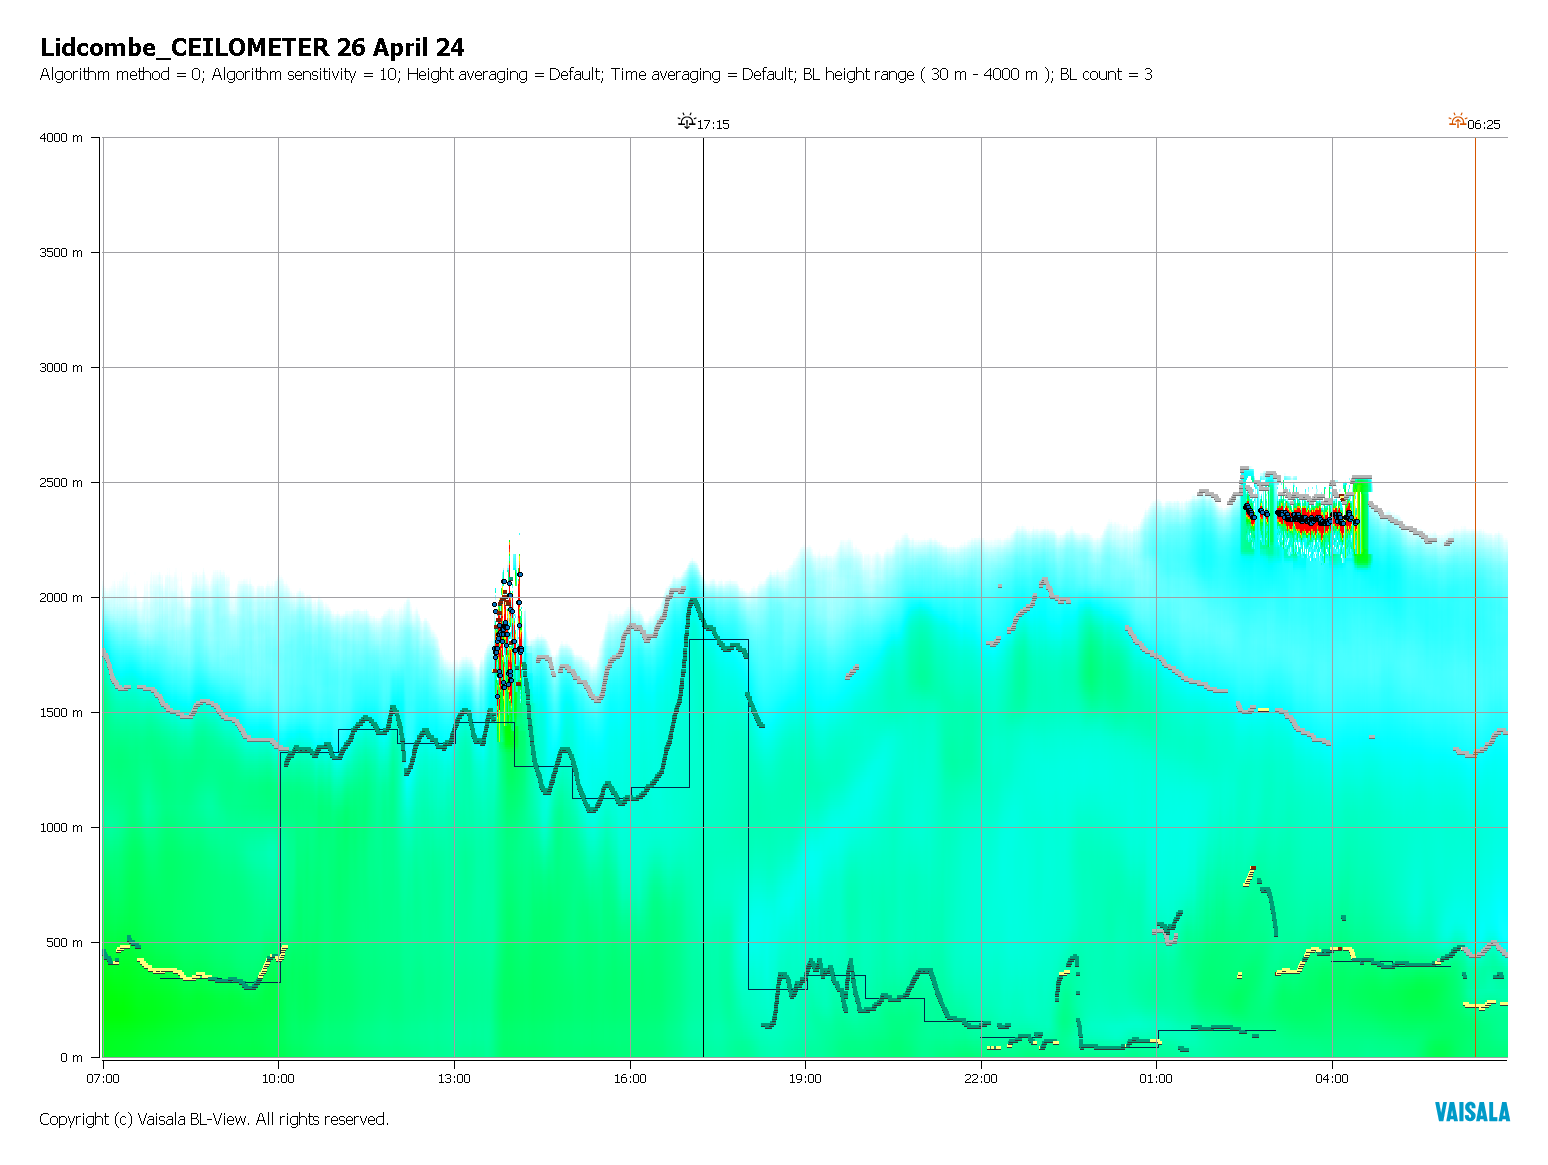 Lidcombe_CEILOMETER 26 April 24
Algorithm method = 0; Algorithm sensitivity = 10; Height averaging = Default; Time averaging = Default; BL height range ( 30 m - 4000 m ); BL count = 3
17:15
06:25
4000 m
3500 m
3000 m
2500 m
2000 m
1500 m
1000 m
500 m
0 m
07:00
10:00
13:00
16:00
19:00
22:00
01:00
04:00
Copyright (c) Vaisala BL-View. All rights reserved.
VAISALA